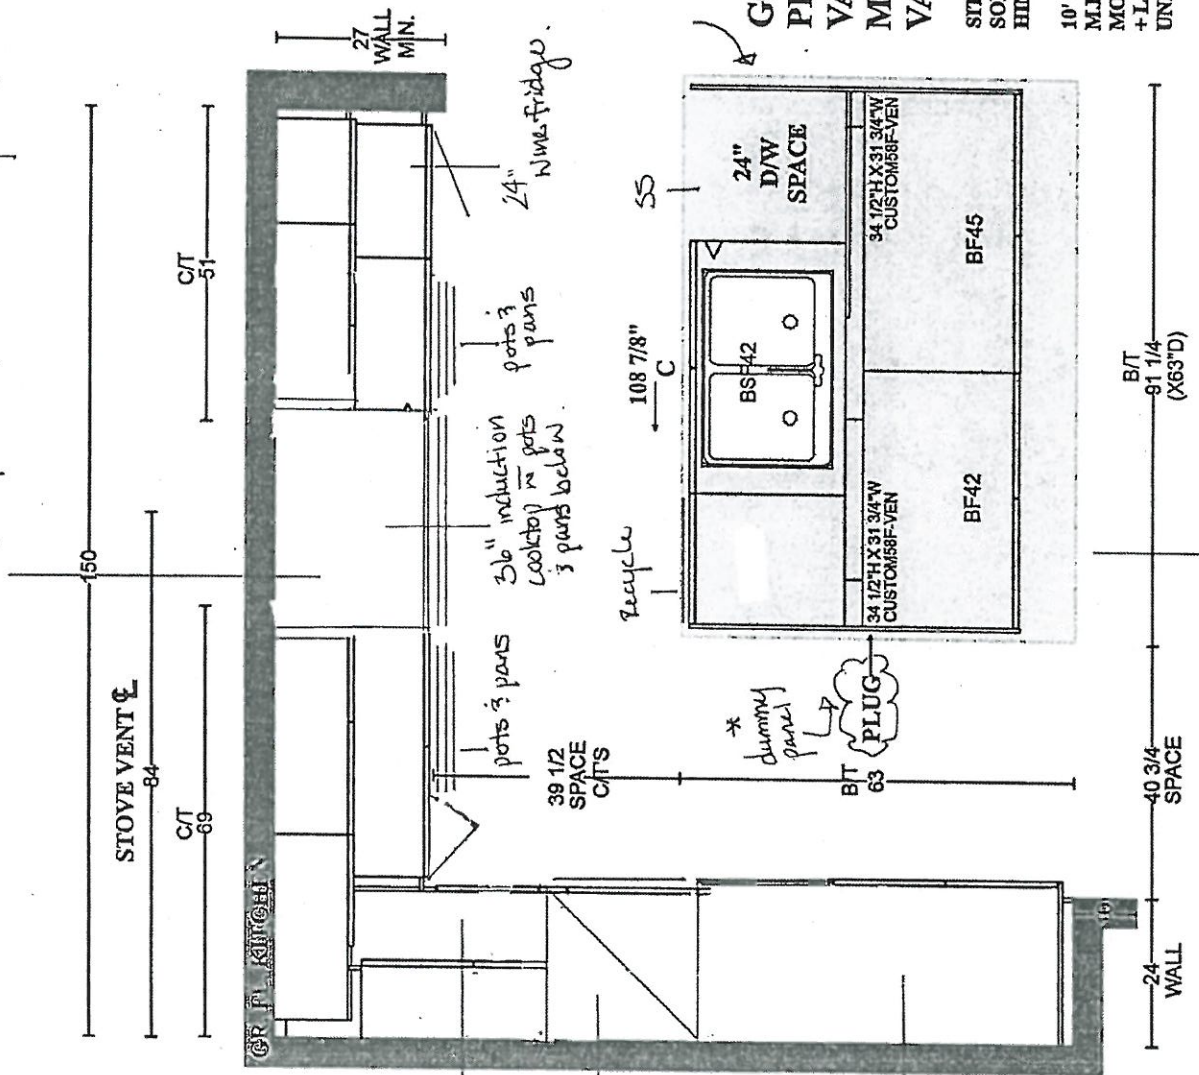 150
STOVE VENT ℄
84
C/T
69
C/T
51
27
WALL
MIN.
24"
wine fridge.
pots &
pans
36" induction
cooktop w pots
& pans below.
pots & pans
39 1/2
SPACE
C/T'S
B/T
63
Recycle
108 7/8"
C
SS
24"
D/W
SPACE
BSF42
34 1/2"H X 31 3/4"W
CUSTOM58F-VEN
34 1/2"H X 31 3/4"W
CUSTOM58F-VEN
BF42
BF45
*
dummy
panel
PLUG
24
WALL
40 3/4
SPACE
B/T
91 1/4
(X63"D)
G
VA
M
VA
10'
+ L